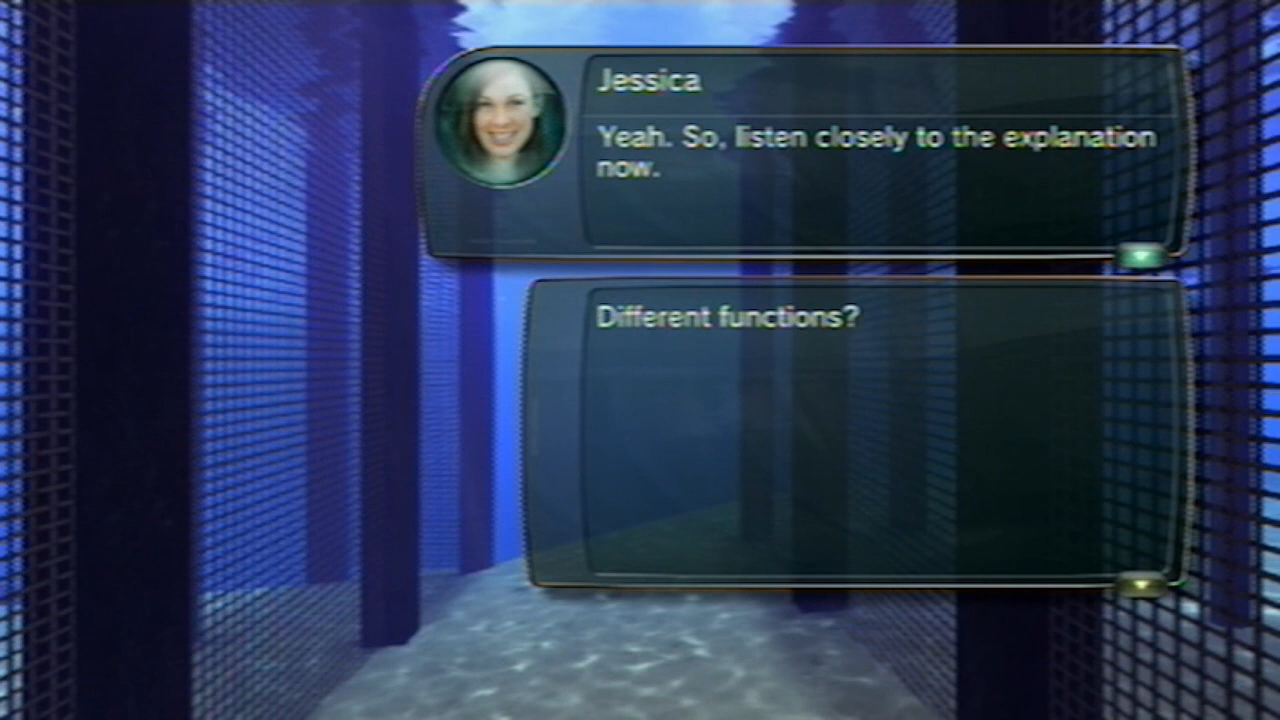 Jessica
Yeah. So, listen closely to the explanation
now.
Different functions?